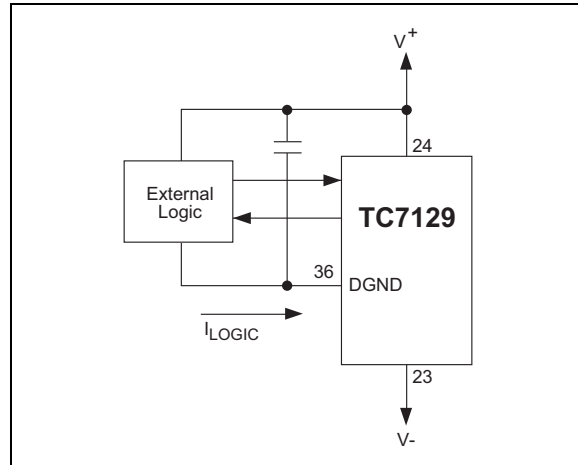 V+
24
External
Logic
TC7129
36
DGND
ILOGIC
23
V-